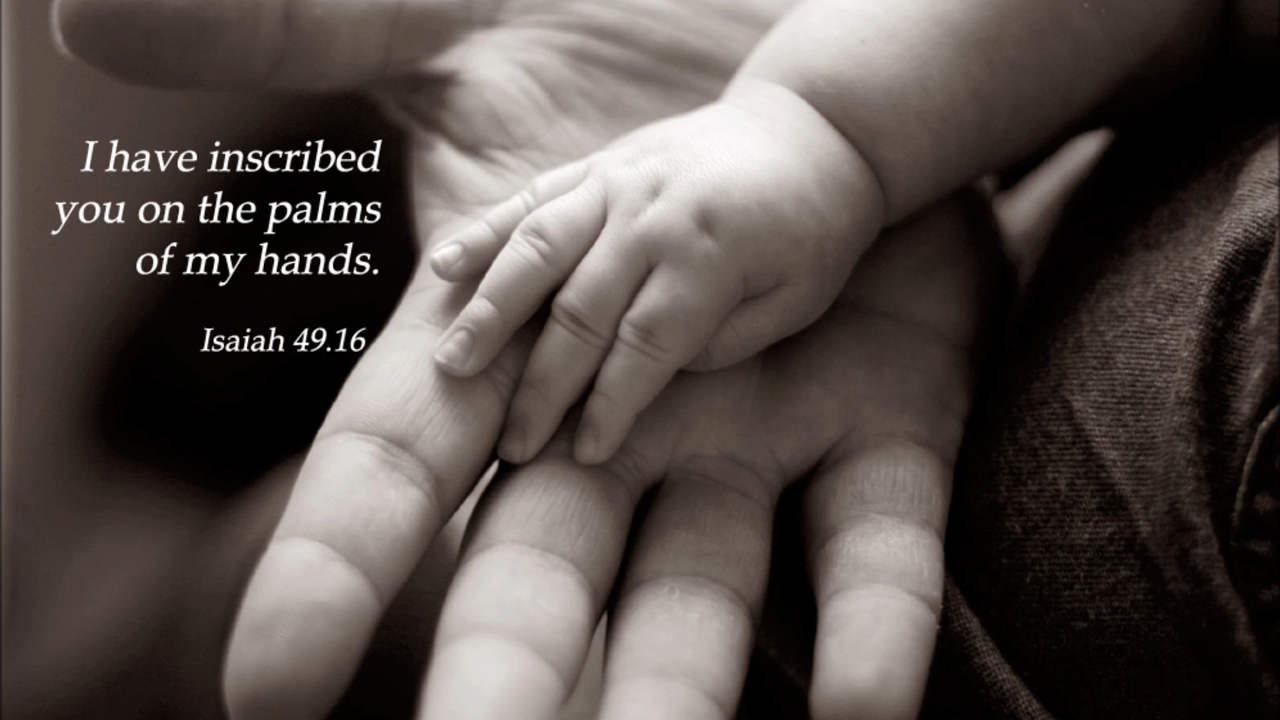 I have inscribed
you on the palms
of my hands.
Isaiah 49.16